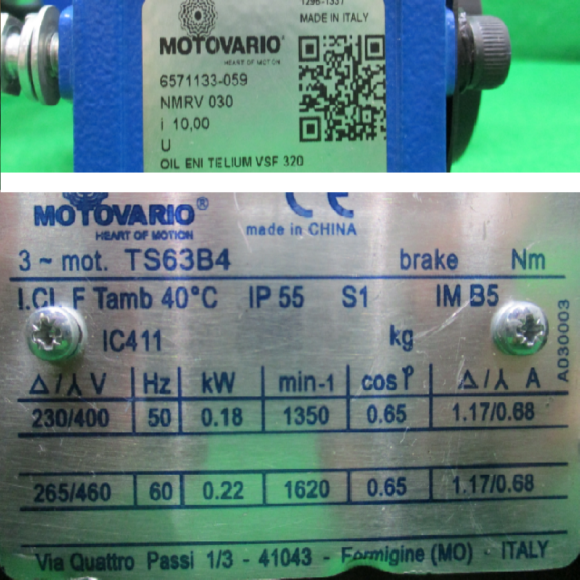 MADE IN ITALY
MOTOVARIO®
HEART OF MOTION
6571133-059
NMRV 030
i 10,00
U
OIL ENI TELIUM VSF 320
MOTOVARIO®
HEART OF MOTION
CE
made in CHINA
3 ~ mot. TS63B4 brake Nm
I.CL F Tamb 40°C IP 55 S1 IM B5
IC411 kg
A030003
Δ/⅄ V Hz kW min-1 cosφ Δ/⅄ A
230/400 50 0.18 1350 0.65 1.17/0.68
265/460 60 0.22 1620 0.65 1.17/0.68
Via Quattro Passi 1/3 - 41043 - Formigine (MO) - ITALY